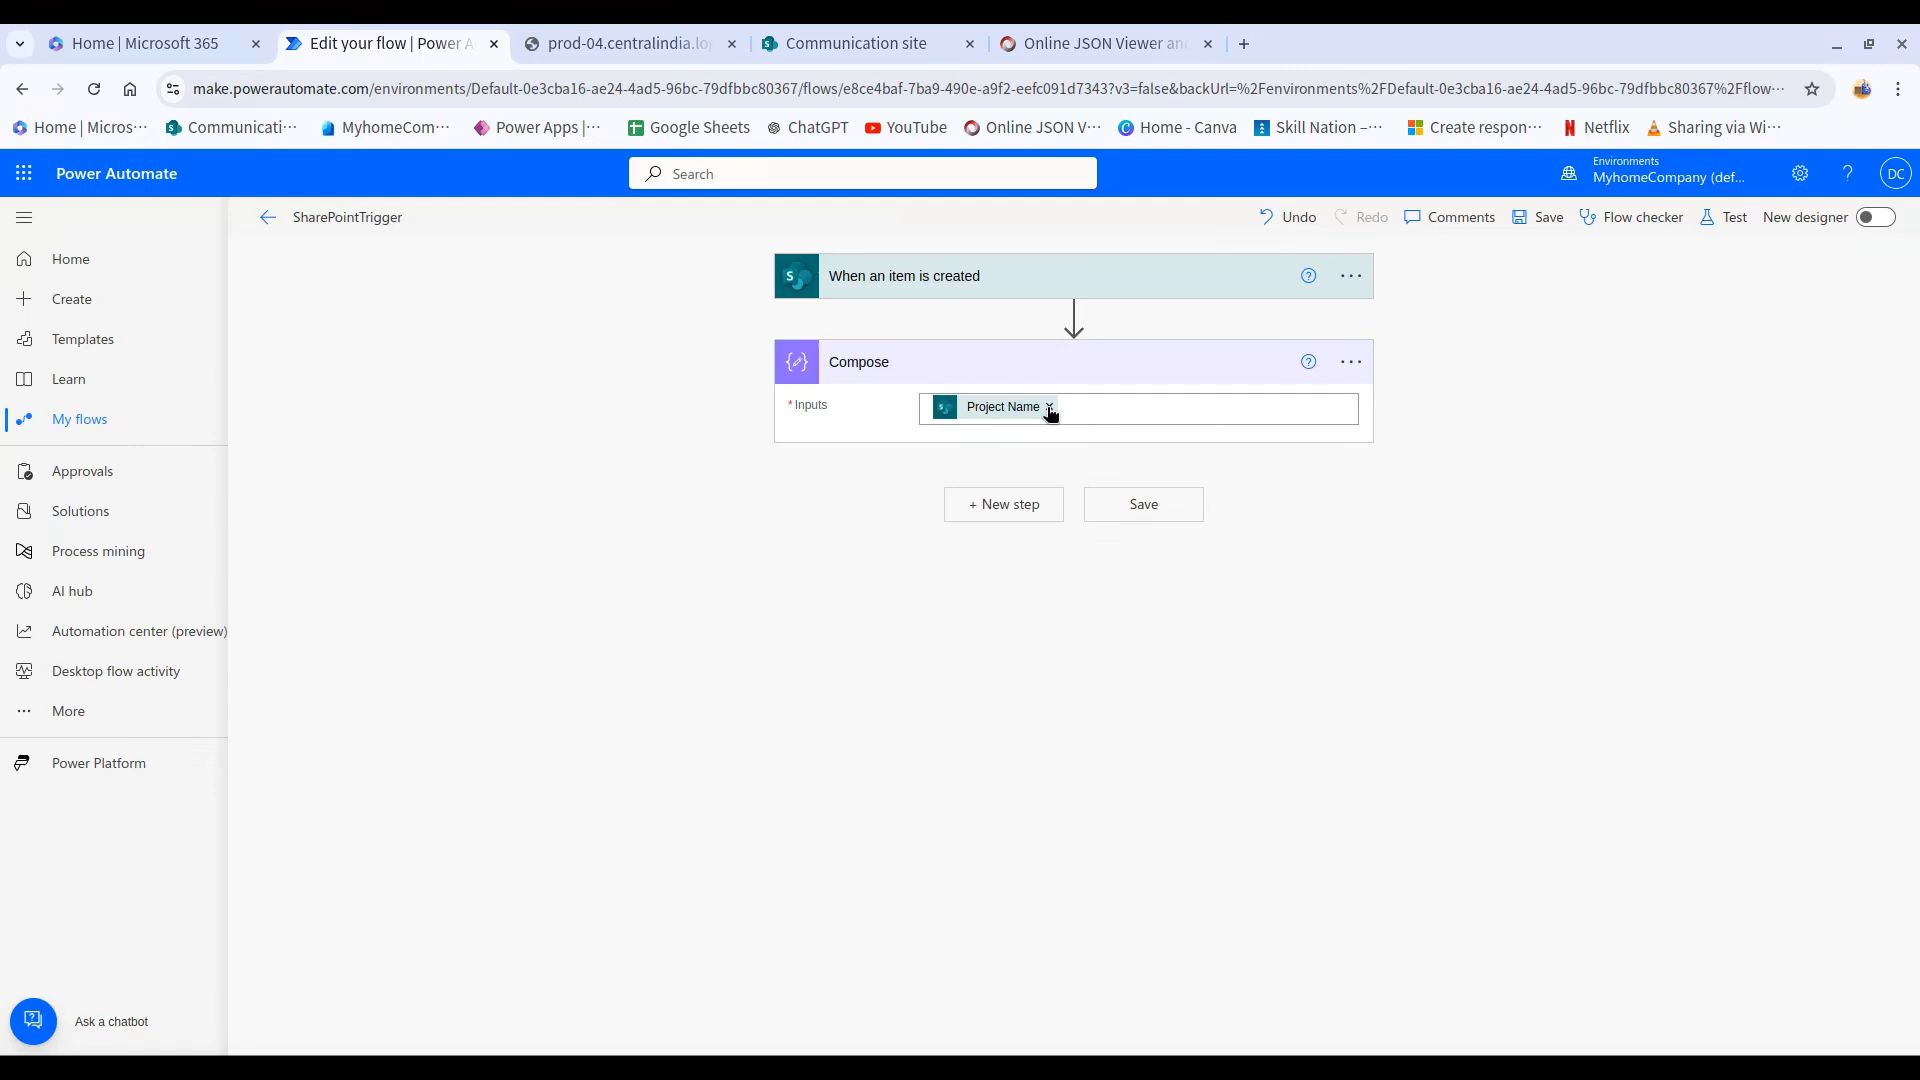 Home | Microsoft 365
Edit your flow | Power A
prod-04.centralindia.lo
Communication site
Online JSON Viewer an
make.powerautomate.com/environments/Default-0e3cba16-ae24-4ad5-96bc-79dfbbc80367/flows/e8ce4baf-7ba9-490e-a9f2-eefc091d7343?v3=false&backUrl=%2Fenvironments%2FDefault-0e3cba16-ae24-4ad5-96bc-79dfbbc80367%2Fflow...
Home | Micros...
Communicati...
MyhomeCom...
Power Apps |...
Google Sheets
ChatGPT
YouTube
Online JSON V...
Home - Canva
Skill Nation –...
Create respon...
Netflix
Sharing via Wi...
Power Automate
Search
Environments
MyhomeCompany (def...
DC
SharePointTrigger
Undo
Redo
Comments
Save
Flow checker
Test
New designer
Home
Create
Templates
Learn
My flows
Approvals
Solutions
Process mining
AI hub
Automation center (preview)
Desktop flow activity
More
Power Platform
Ask a chatbot
When an item is created
Compose
* Inputs
Project Name
+ New step
Save